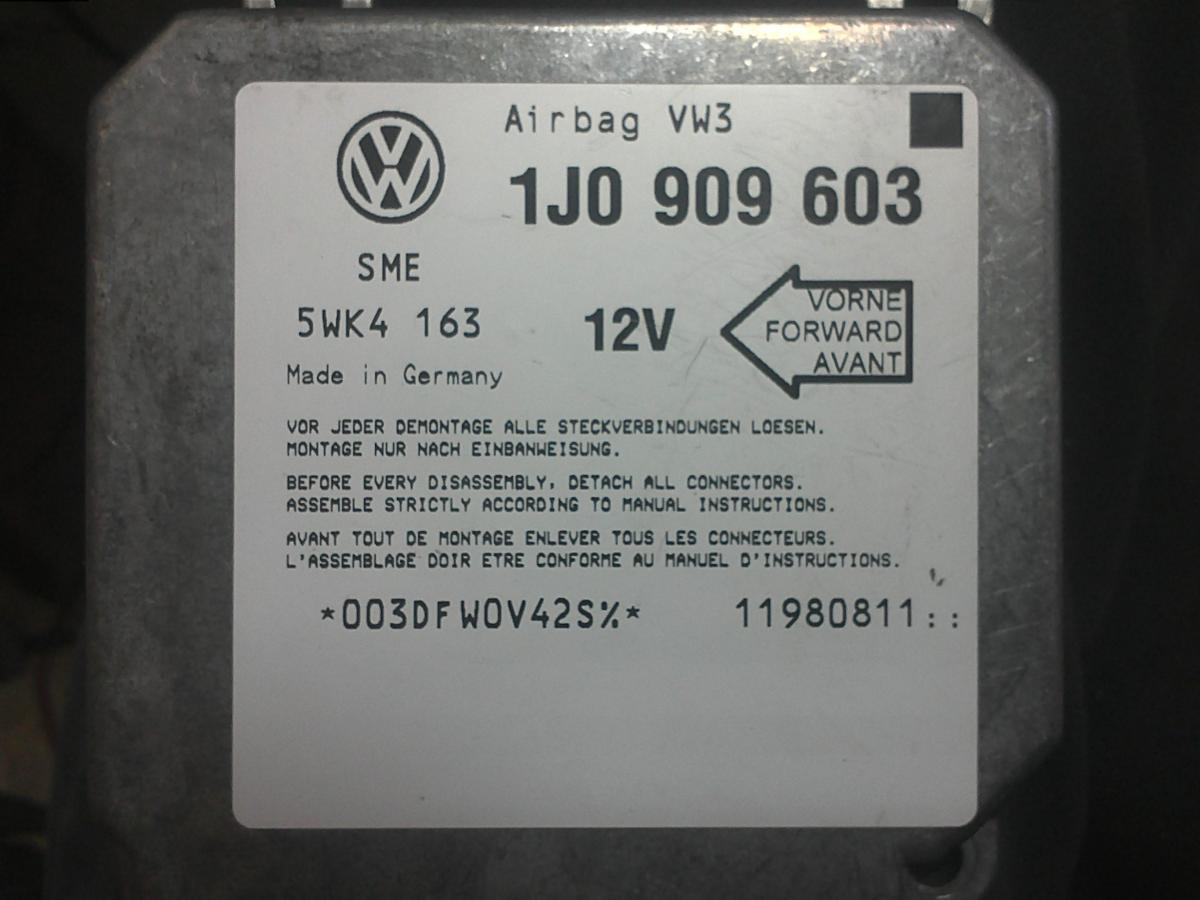 Airbag VW3
1J0 909 603
SME
5WK4 163
12V
VORNE
FORWARD
AVANT
Made in Germany
VOR JEDER DEMONTAGE ALLE STECKVERBINDUNGEN LOESEN.
MONTAGE NUR NACH EINBANWEISUNG.
BEFORE EVERY DISASSEMBLY, DETACH ALL CONNECTORS.
ASSEMBLE STRICTLY ACCORDING TO MANUAL INSTRUCTIONS.
AVANT TOUT DE MONTAGE ENLEVER TOUS LES CONNECTEURS.
L'ASSEMBLAGE DOIR ETRE CONFORME AU MANUEL D'INSTRUCTIONS.
*003DFW0V42S%* 11980811::